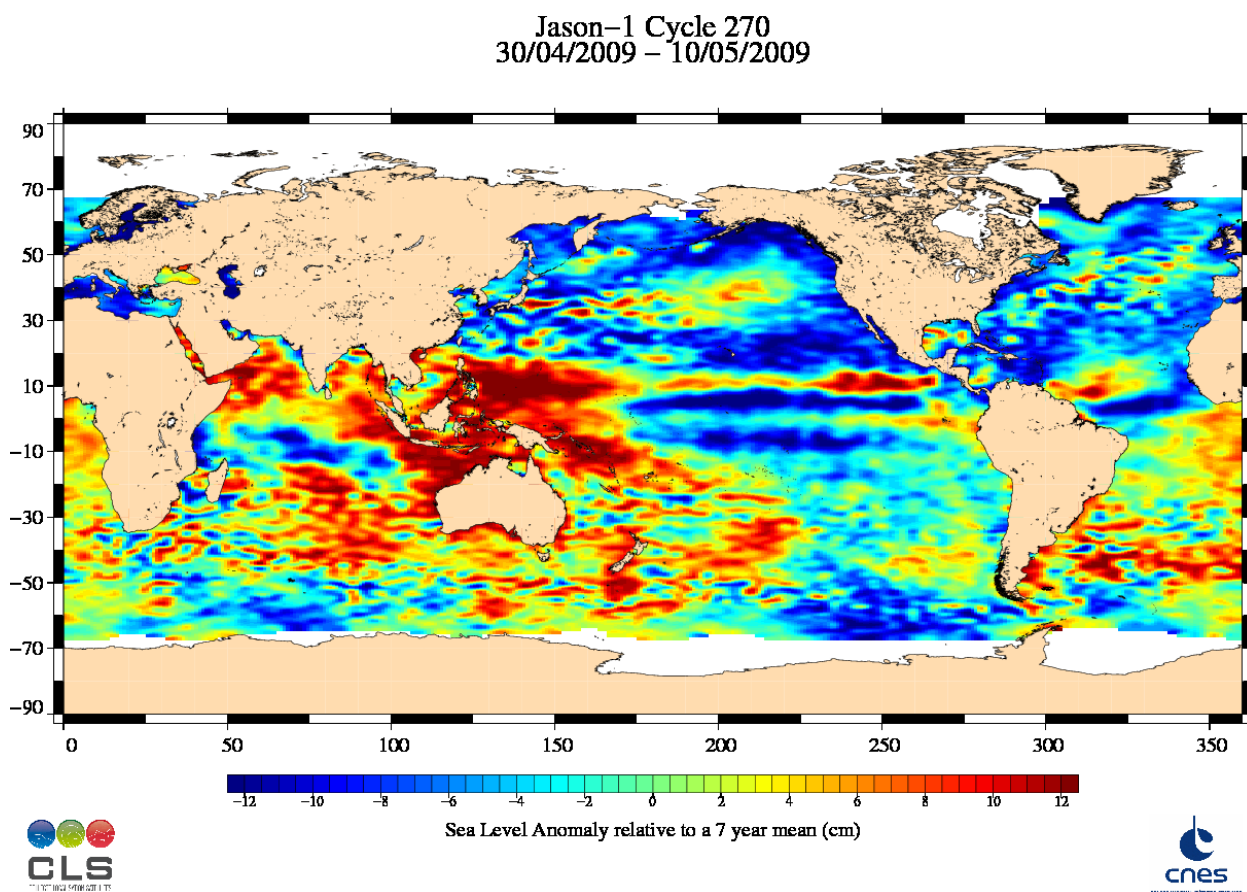 Jason−1 Cycle 270
30/04/2009 − 10/05/2009
90
70
50
30
10
−10
−30
−50
−70
−90
0 50 100 150 200 250 300 350
−12 −10 −8 −6 −4 −2 0 2 4 6 8 10 12
Sea Level Anomaly relative to a 7 year mean (cm)
CLS
cnes